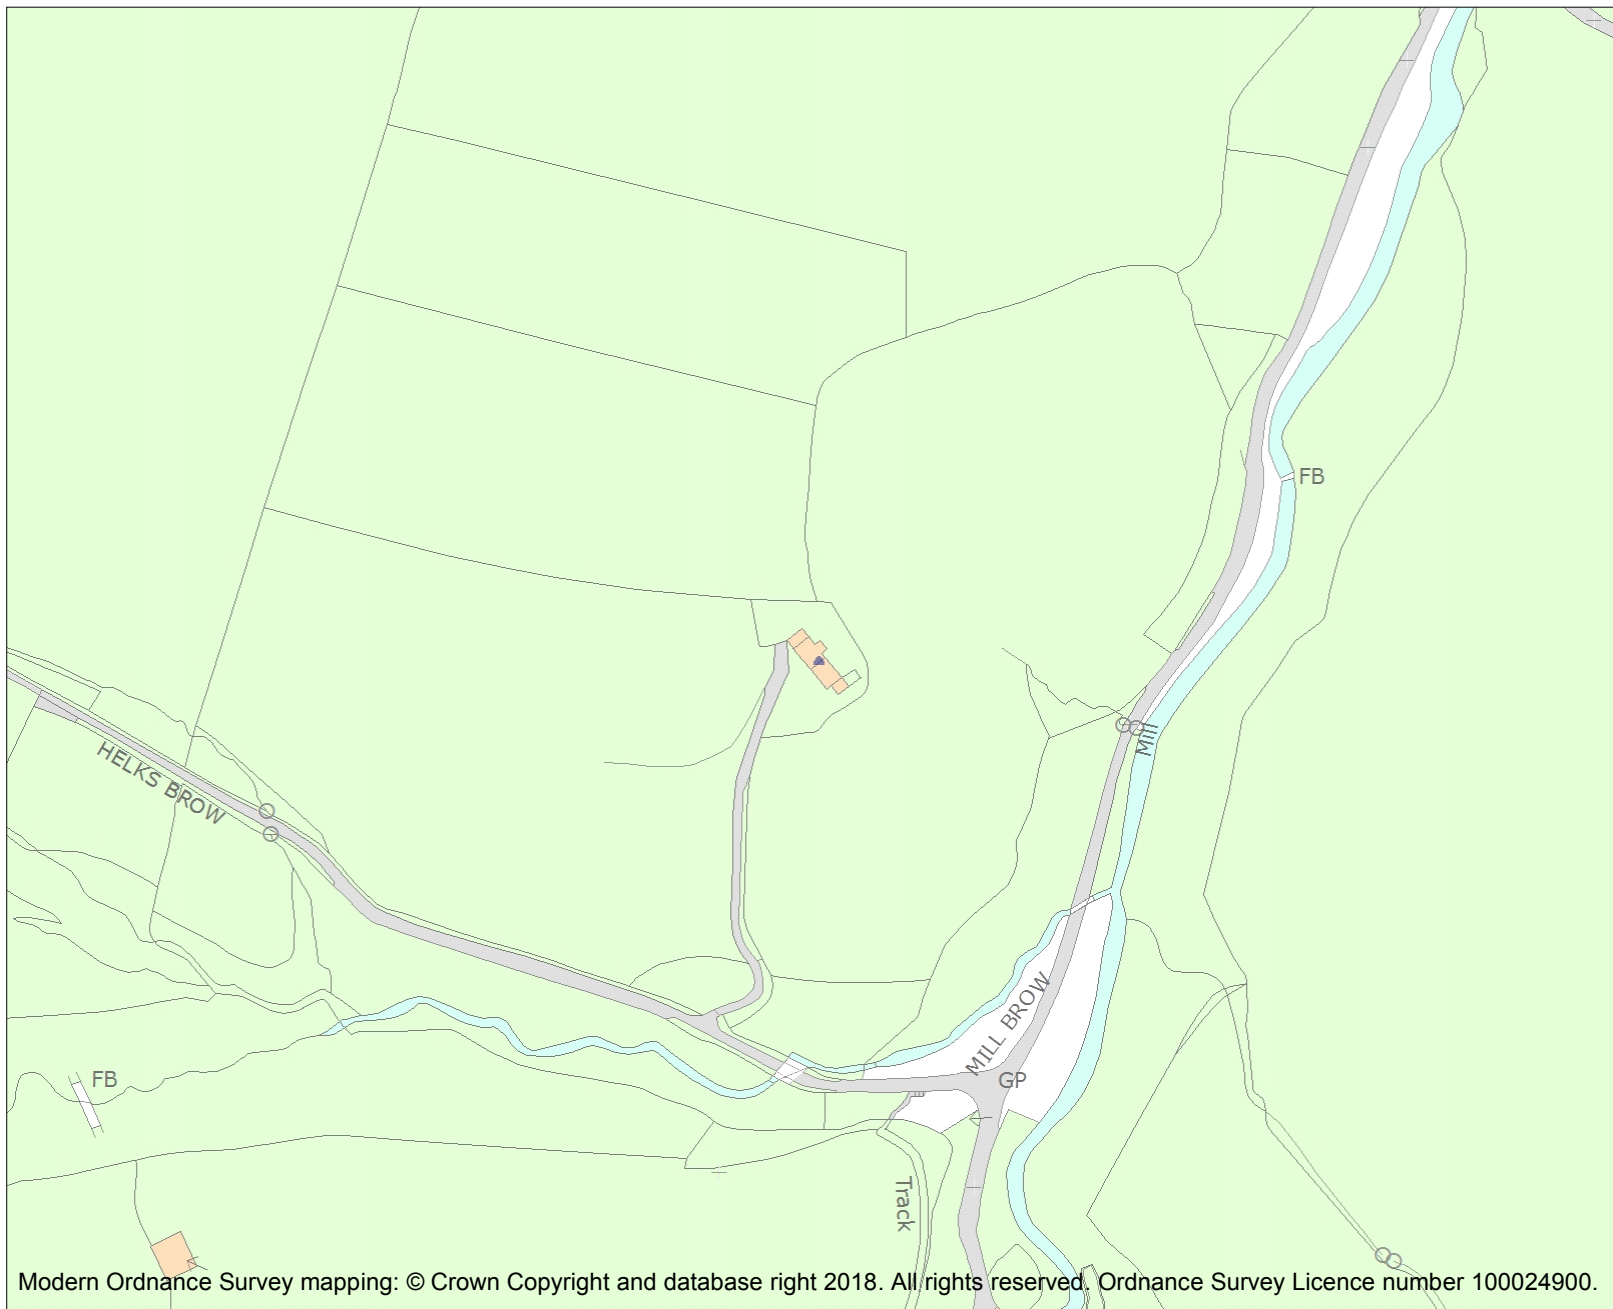 FB
Mill
HELKS BROW
MILL BROW
GP
FB
Track
Modern Ordnance Survey mapping: © Crown Copyright and database right 2018. All rights reserved. Ordnance Survey Licence number 100024900.